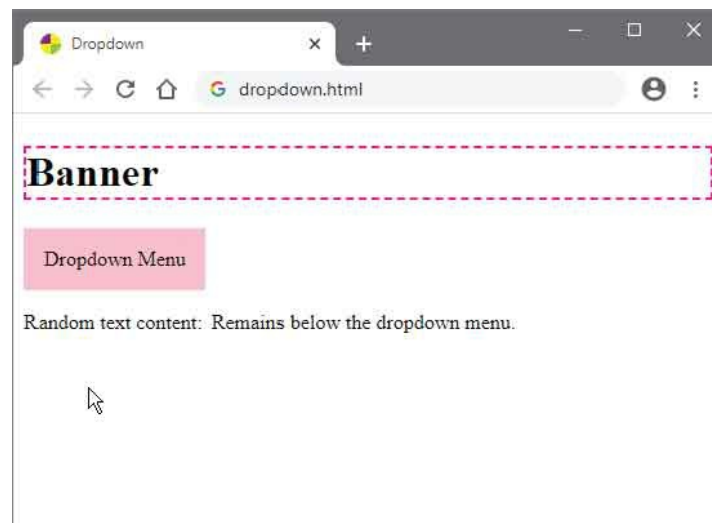 Dropdown
dropdown.html
Banner
Dropdown Menu
Random text content: Remains below the dropdown menu.